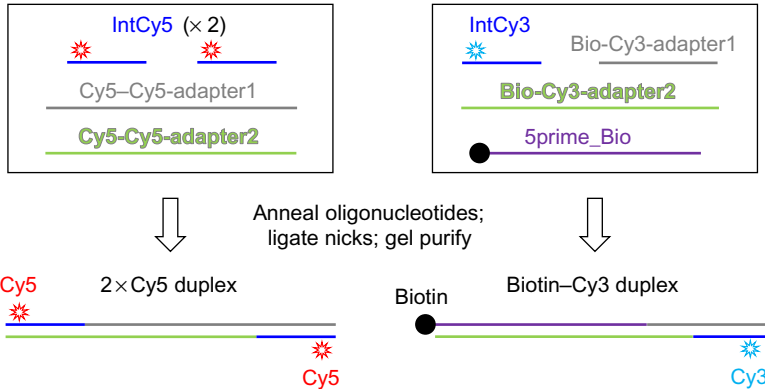 IntCy5 (× 2)
Cy5–Cy5-adapter1
Cy5-Cy5-adapter2
IntCy3
Bio-Cy3-adapter1
Bio-Cy3-adapter2
5prime_Bio
Anneal oligonucleotides;
ligate nicks; gel purify
Cy5
2×Cy5 duplex
Cy5
Biotin
Biotin–Cy3 duplex
Cy3